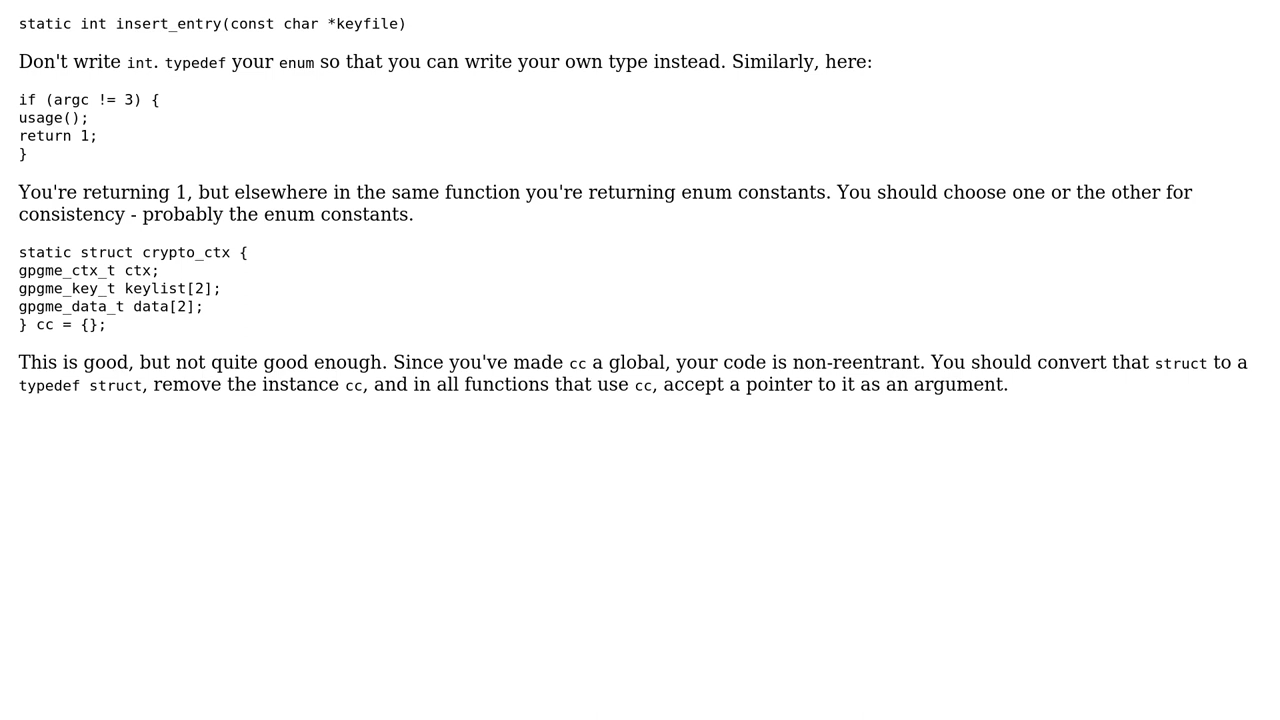 static int insert_entry(const char *keyfile)
Don't write int. typedef your enum so that you can write your own type instead. Similarly, here:
if (argc != 3) {
usage();
return 1;
}
You're returning 1, but elsewhere in the same function you're returning enum constants. You should choose one or the other for
consistency - probably the enum constants.
static struct crypto_ctx {
gpgme_ctx_t ctx;
gpgme_key_t keylist[2];
gpgme_data_t data[2];
} cc = {};
This is good, but not quite good enough. Since you've made cc a global, your code is non-reentrant. You should convert that struct to a
typedef struct, remove the instance cc, and in all functions that use cc, accept a pointer to it as an argument.